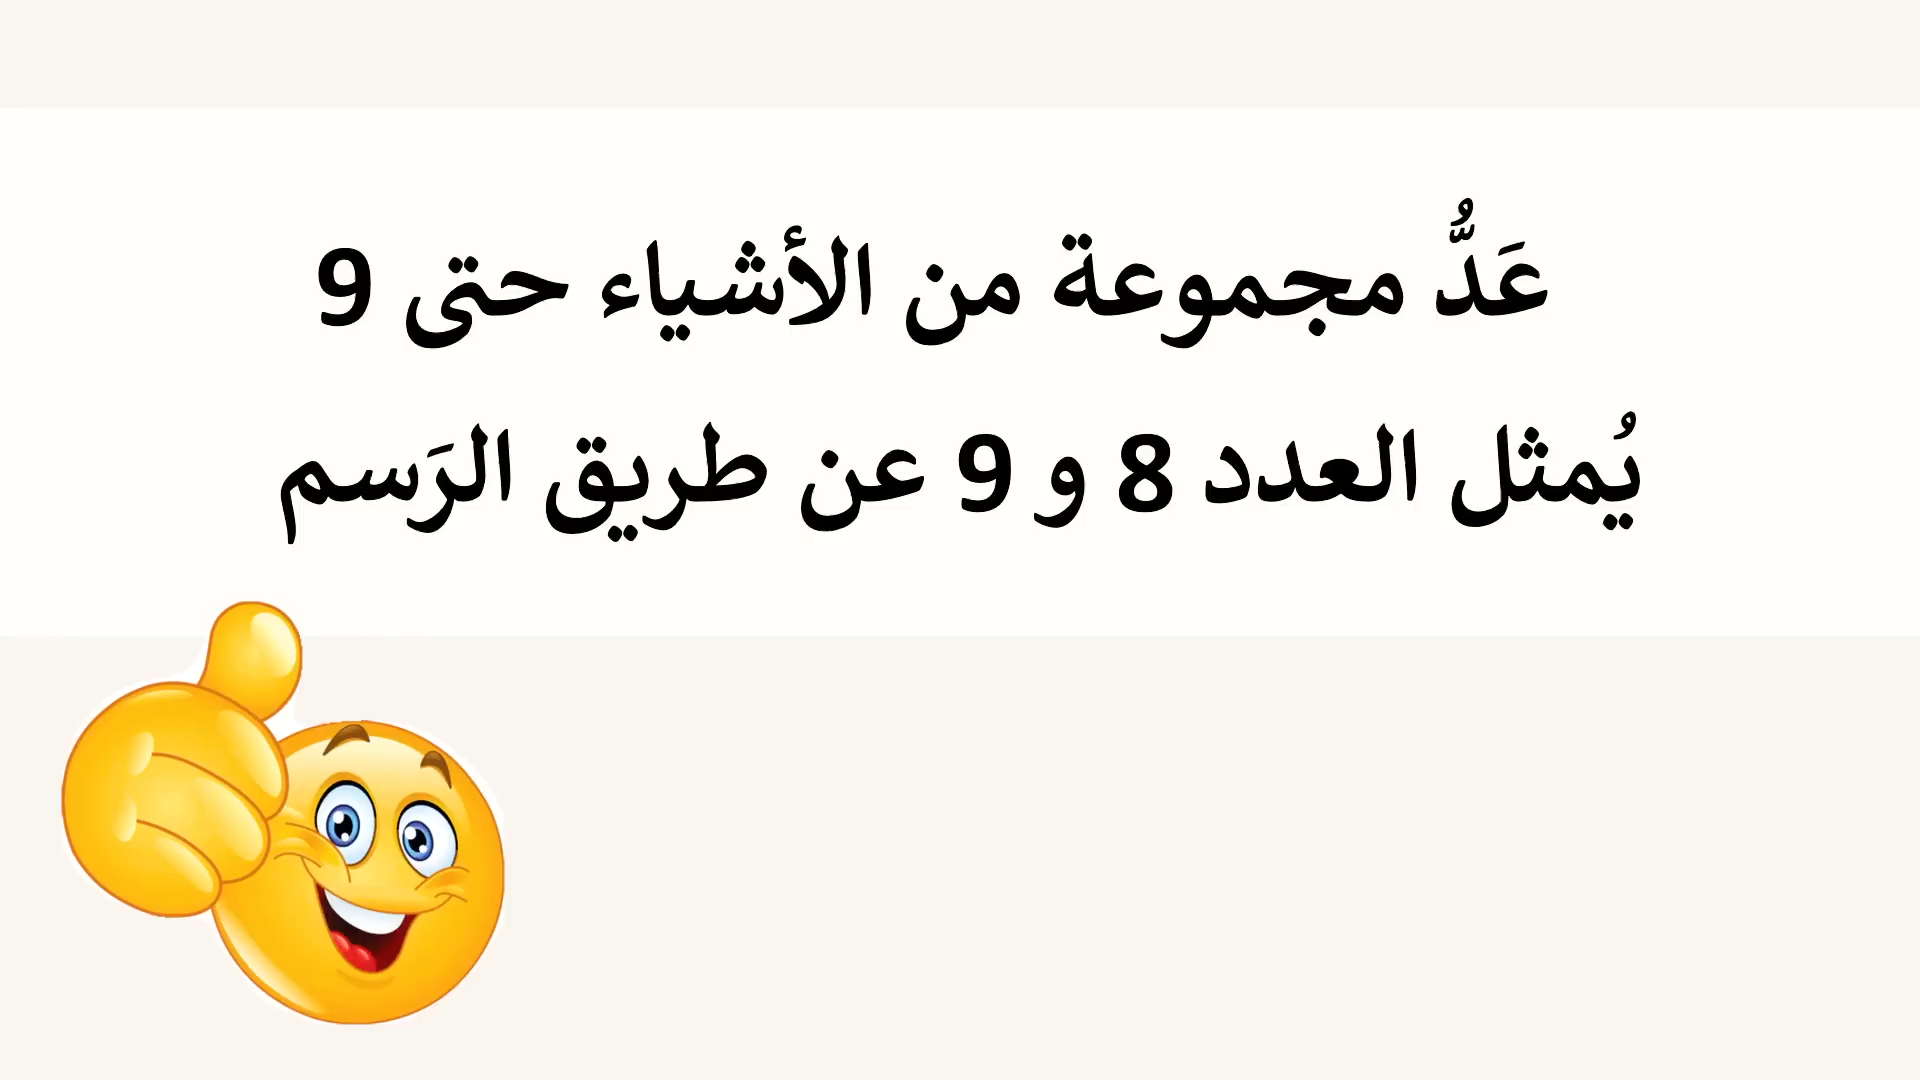 عَدُّ مجموعة من الأشياء حتى 9
يُمثل العدد 8 و 9 عن طريق الرَسم